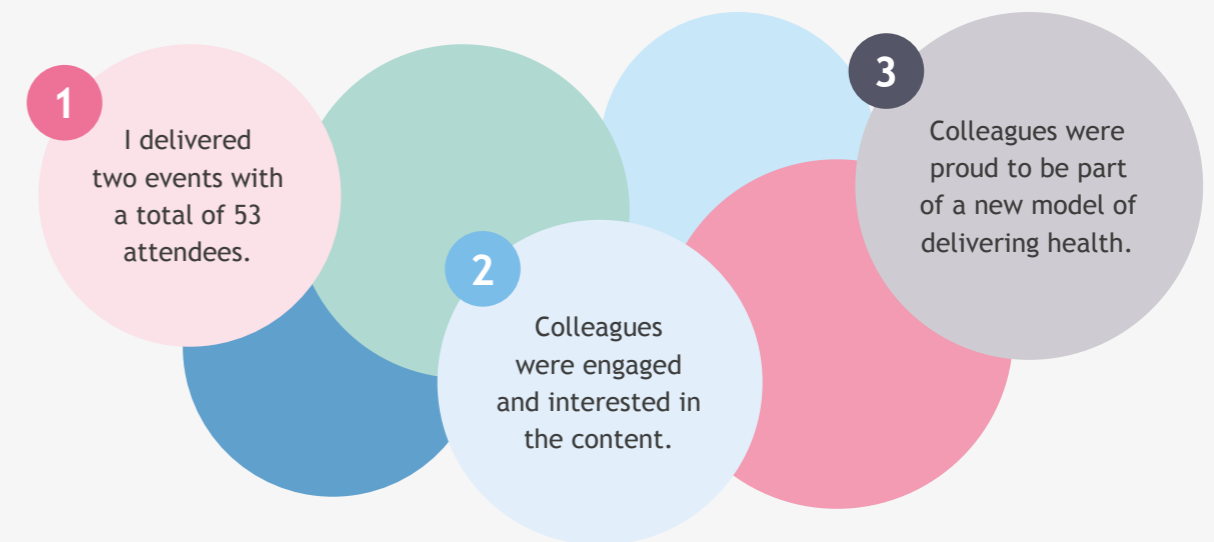 1
I delivered
two events with
a total of 53
attendees.
2
Colleagues
were engaged
and interested in
the content.
3
Colleagues were
proud to be part
of a new model of
delivering health.